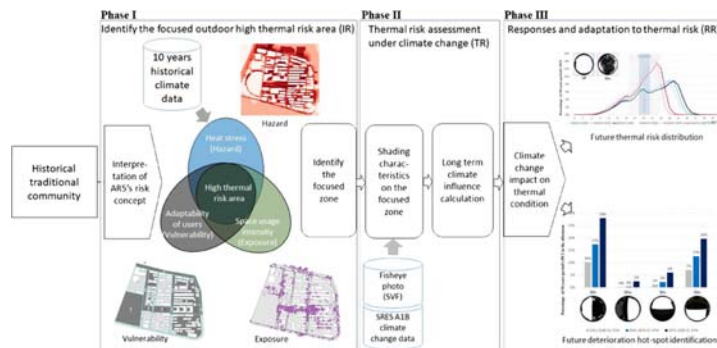 Phase I
Identify the focused outdoor high thermal risk area (IR)
Phase II
Thermal risk assessment
under climate change (TR)
Phase III
Responses and adaptation to thermal risk (RR)
10 years
historical
climate
data
Hazard
Heat stress
(Hazard)
High thermal
risk area
Adaptability
of users
(Vulnerability)
Space usage
intensity
(Exposure)
Historical
traditional
community
Interpre-
tation of
AR5's risk
concept
Identify
the
focused
zone
Shading
charac-
teristics
on the
focused
zone
Long term
climate
influence
calculation
Climate
change
impact on
thermal
condition
Future thermal risk distribution
Vulnerability
Exposure
Fisheye
photo
(SVF)
SRES A1B
climate
change data
Future deterioration hot-spot identification